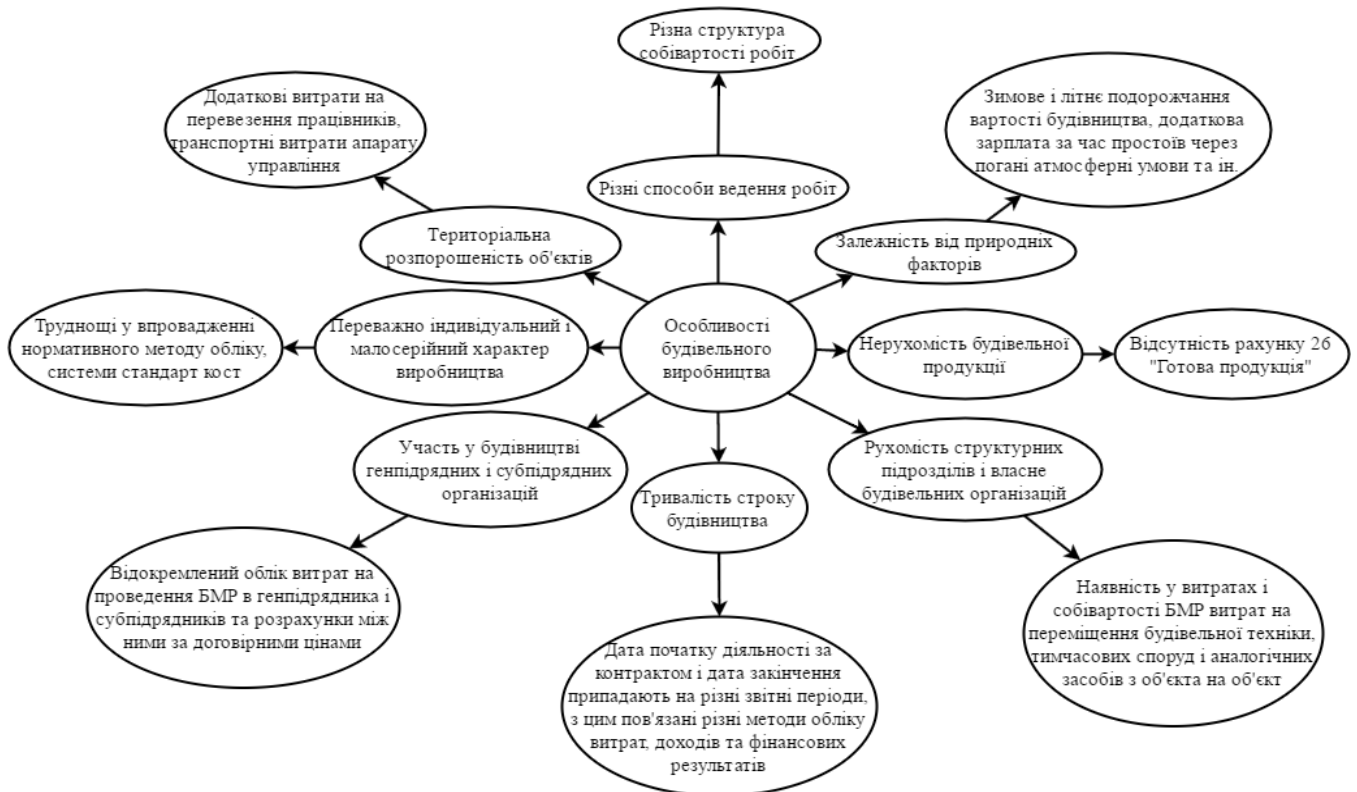 Різна структура
собівартості робіт
Додаткові витрати на
перевезення працівників,
транспортні витрати апарату
управління
Зимове і літнє подорожчання
вартості будівництва, додаткова
зарплата за час простоїв через
погані атмосферні умови та ін.
Різні способи ведення робіт
Територіальна
розпорошеність об'єктів
Залежність від природніх
факторів
Труднощі у впровадженні
нормативного методу обліку,
системи стандарт кост
Переважно індивідуальний і
малосерійний характер
виробництва
Особливості
будівельного
виробництва
Нерухомість будівельної
продукції
Відсутність рахунку 26
"Готова продукція"
Участь у будівництві
генпідрядних і субпідрядних
організацій
Тривалість строку
будівництва
Рухомість структурних
підрозділів і власне
будівельних організацій
Відокремлений облік витрат на
проведення БМР в генпідрядника і
субпідрядників та розрахунки між
ними за договірними цінами
Дата початку діяльності за
контрактом і дата закінчення
припадають на різні звітні періоди,
з цим пов'язані різні методи обліку
витрат, доходів та фінансових
результатів
Наявність у витратах і
собівартості БМР витрат на
переміщення будівельної техніки,
тимчасових споруд і аналогічних
засобів з об'єкта на об'єкт